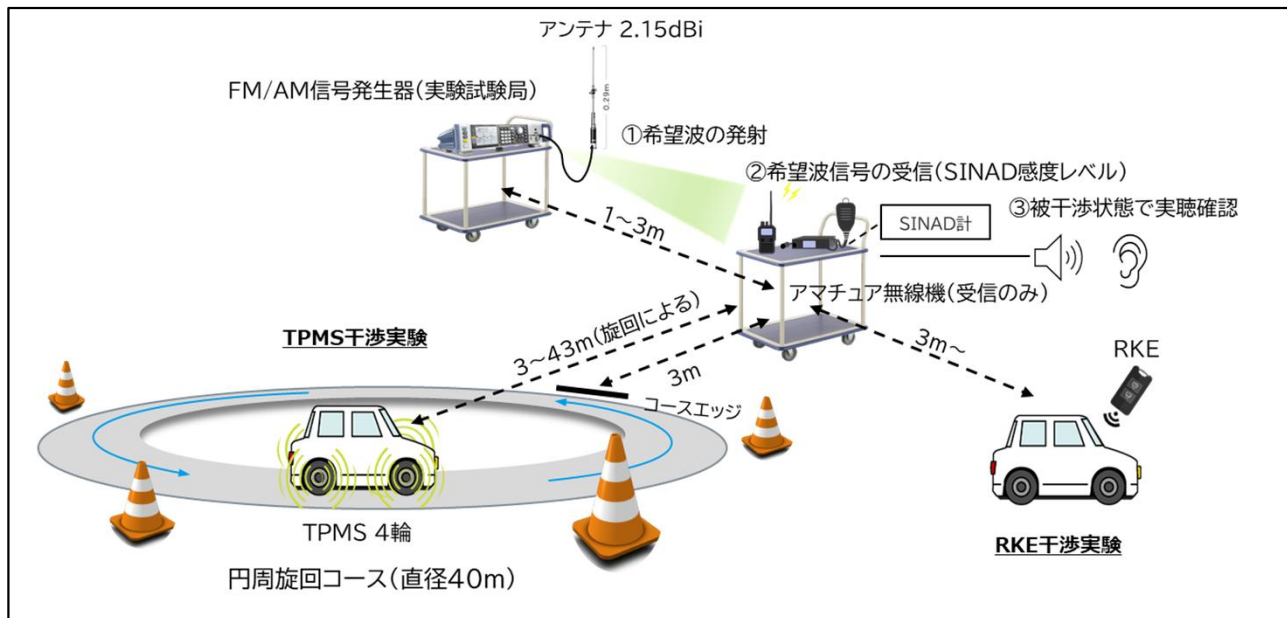 アンテナ 2.15dBi
FM/AM信号発生器(実験試験局)
0.29m
①希望波の発射
②希望波信号の受信(SINAD感度レベル)
③被干渉状態で実聴確認
SINAD計
1~3m
アマチュア無線機(受信のみ)
TPMS干渉実験
3~43m(旋回による)
3m
3m~
RKE
コースエッジ
TPMS 4輪
RKE干渉実験
円周旋回コース(直径40m)